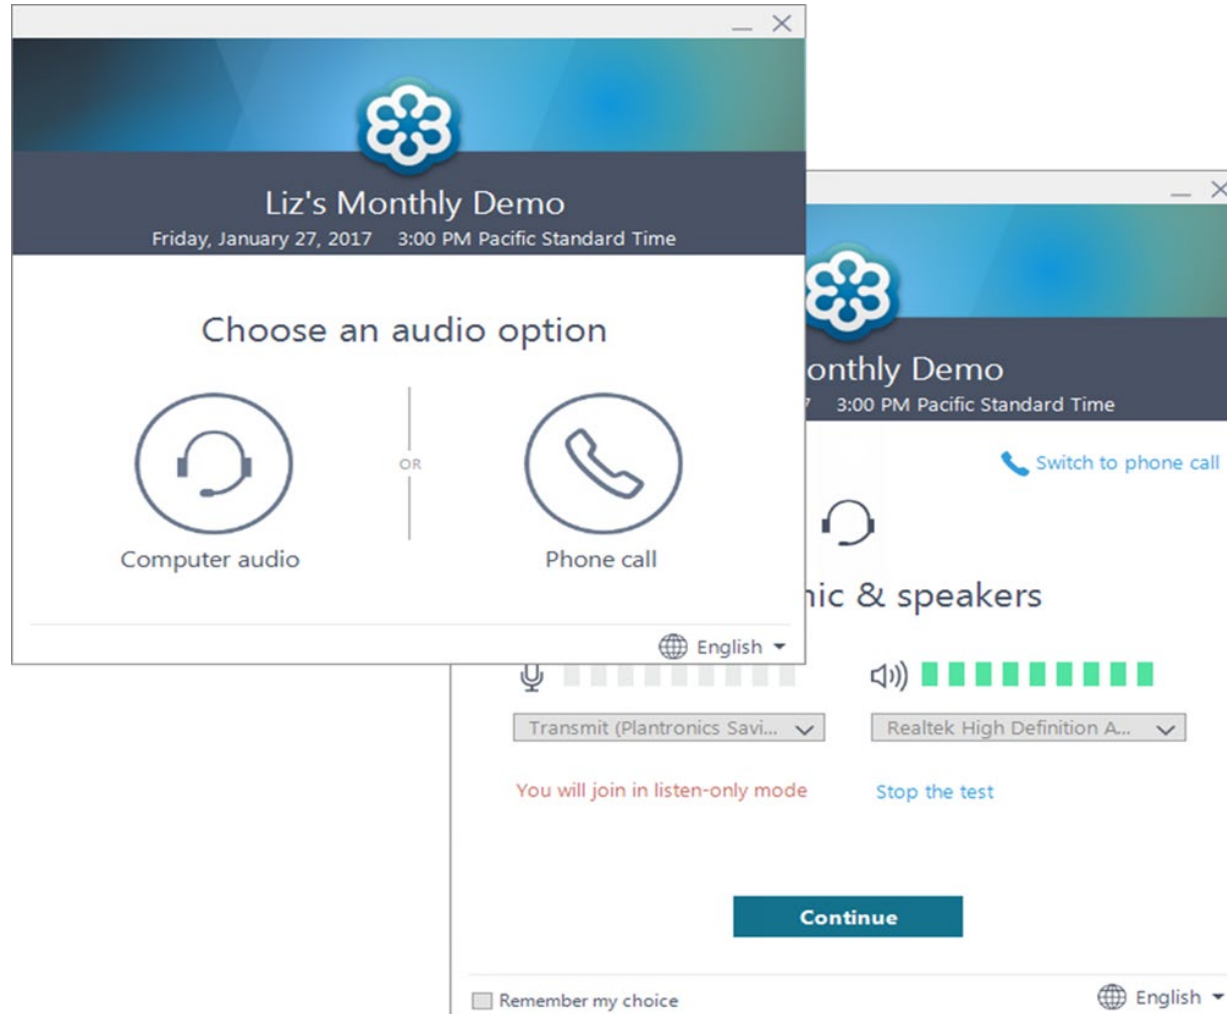 Liz's Monthly Demo
Friday, January 27, 2017 3:00 PM Pacific Standard Time
Choose an audio option
OR
Computer audio
Phone call
English
Monthly Demo
3:00 PM Pacific Standard Time
Switch to phone call
& speakers
Transmit (Plantronics Savi...
Realtek High Definition A...
You will join in listen-only mode
Stop the test
Continue
Remember my choice
English